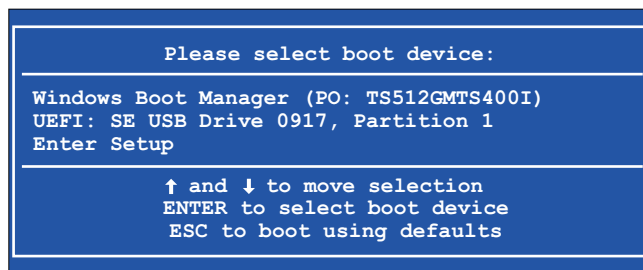 Please select boot device:
Windows Boot Manager (PO: TS512GMTS400I)
UEFI: SE USB Drive 0917, Partition 1
Enter Setup
↑ and ↓ to move selection
ENTER to select boot device
ESC to boot using defaults